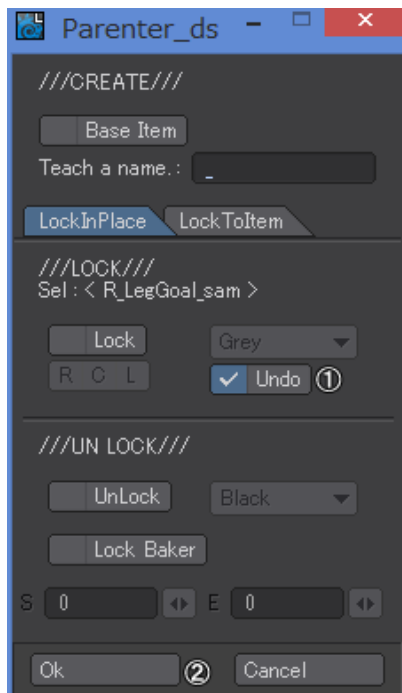 Parenter_ds
///CREATE///
Base Item
Teach a name. : _
LockInPlace LockToItem
///LOCK///
Sel : < R_LegGoal_sam >
Lock Grey
R C L Undo ①
///UN LOCK///
UnLock Black
Lock Baker
S 0 E 0
Ok ② Cancel